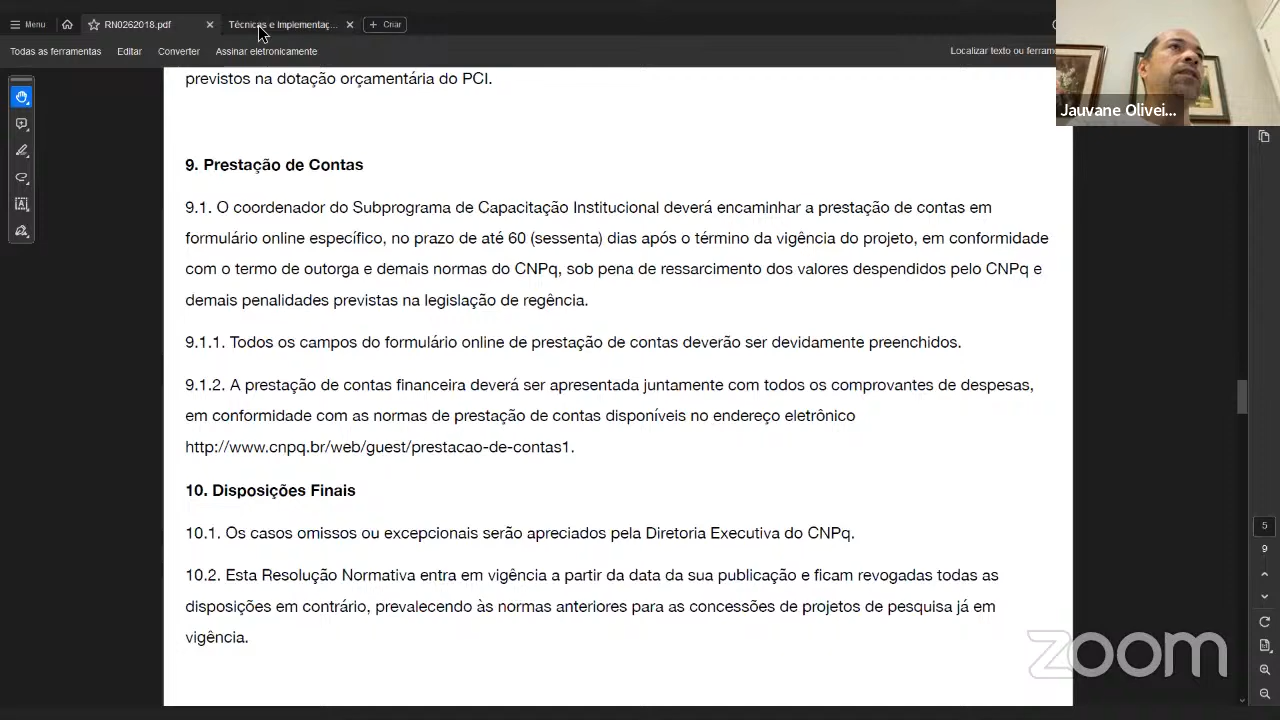 Menu
RN0262018.pdf
Técnicas e Implementaç...
Criar
Todas as ferramentas
Editar
Converter
Assinar eletronicamente
Localizar texto ou ferram
Jauvane Olivei...
previstos na dotação orçamentária do PCI.
9. Prestação de Contas
9.1. O coordenador do Subprograma de Capacitação Institucional deverá encaminhar a prestação de contas em
formulário online específico, no prazo de até 60 (sessenta) dias após o término da vigência do projeto, em conformidade
com o termo de outorga e demais normas do CNPq, sob pena de ressarcimento dos valores despendidos pelo CNPq e
demais penalidades previstas na legislação de regência.
9.1.1. Todos os campos do formulário online de prestação de contas deverão ser devidamente preenchidos.
9.1.2. A prestação de contas financeira deverá ser apresentada juntamente com todos os comprovantes de despesas,
em conformidade com as normas de prestação de contas disponíveis no endereço eletrônico
http://www.cnpq.br/web/guest/prestacao-de-contas1.
10. Disposições Finais
10.1. Os casos omissos ou excepcionais serão apreciados pela Diretoria Executiva do CNPq.
10.2. Esta Resolução Normativa entra em vigência a partir da data da sua publicação e ficam revogadas todas as
disposições em contrário, prevalecendo às normas anteriores para as concessões de projetos de pesquisa já em
vigência.
5
9
zoom